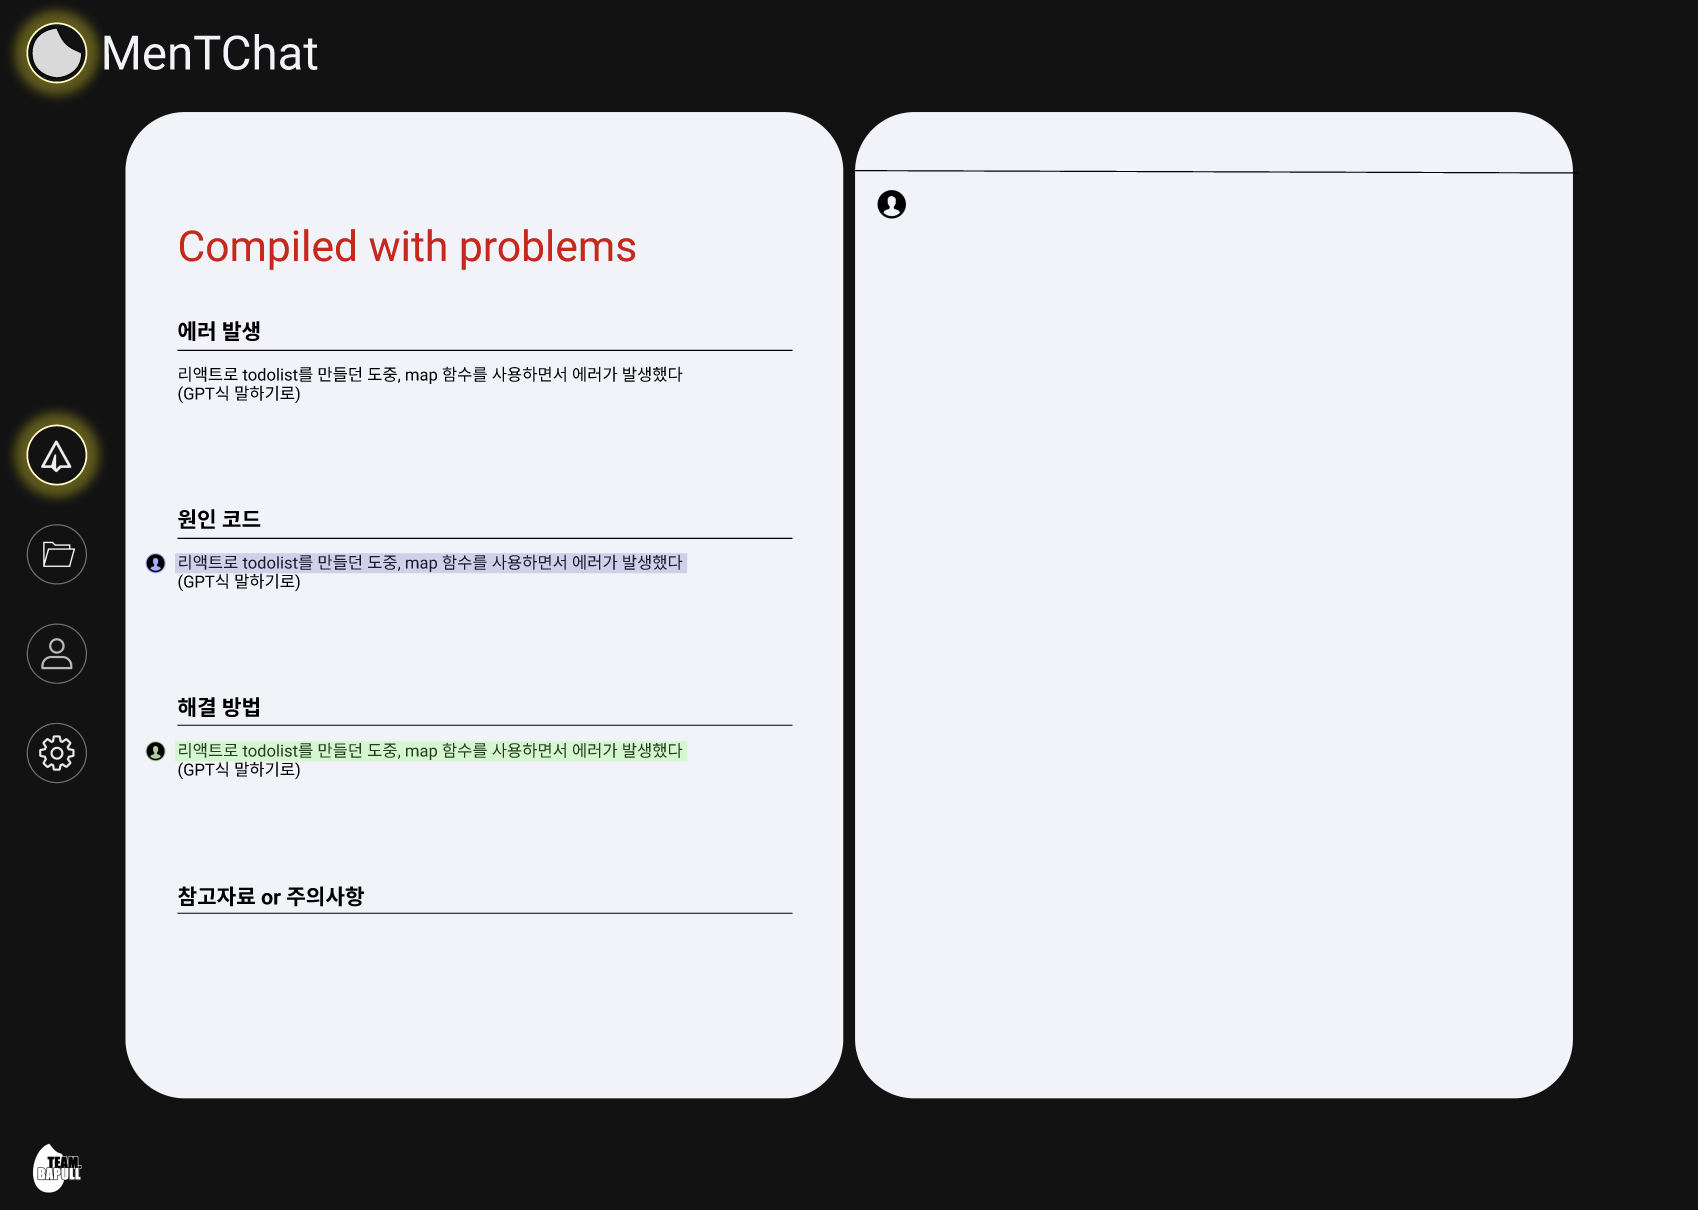 MenTChat
Compiled with problems
에러 발생
리액트로 todolist를 만들던 도중, map 함수를 사용하면서 에러가 발생했다
(GPT식 말하기로)
원인 코드
리액트로 todolist를 만들던 도중, map 함수를 사용하면서 에러가 발생했다
(GPT식 말하기로)
해결 방법
리액트로 todolist를 만들던 도중, map 함수를 사용하면서 에러가 발생했다
(GPT식 말하기로)
참고자료 or 주의사항
TEAM.
BAPULL